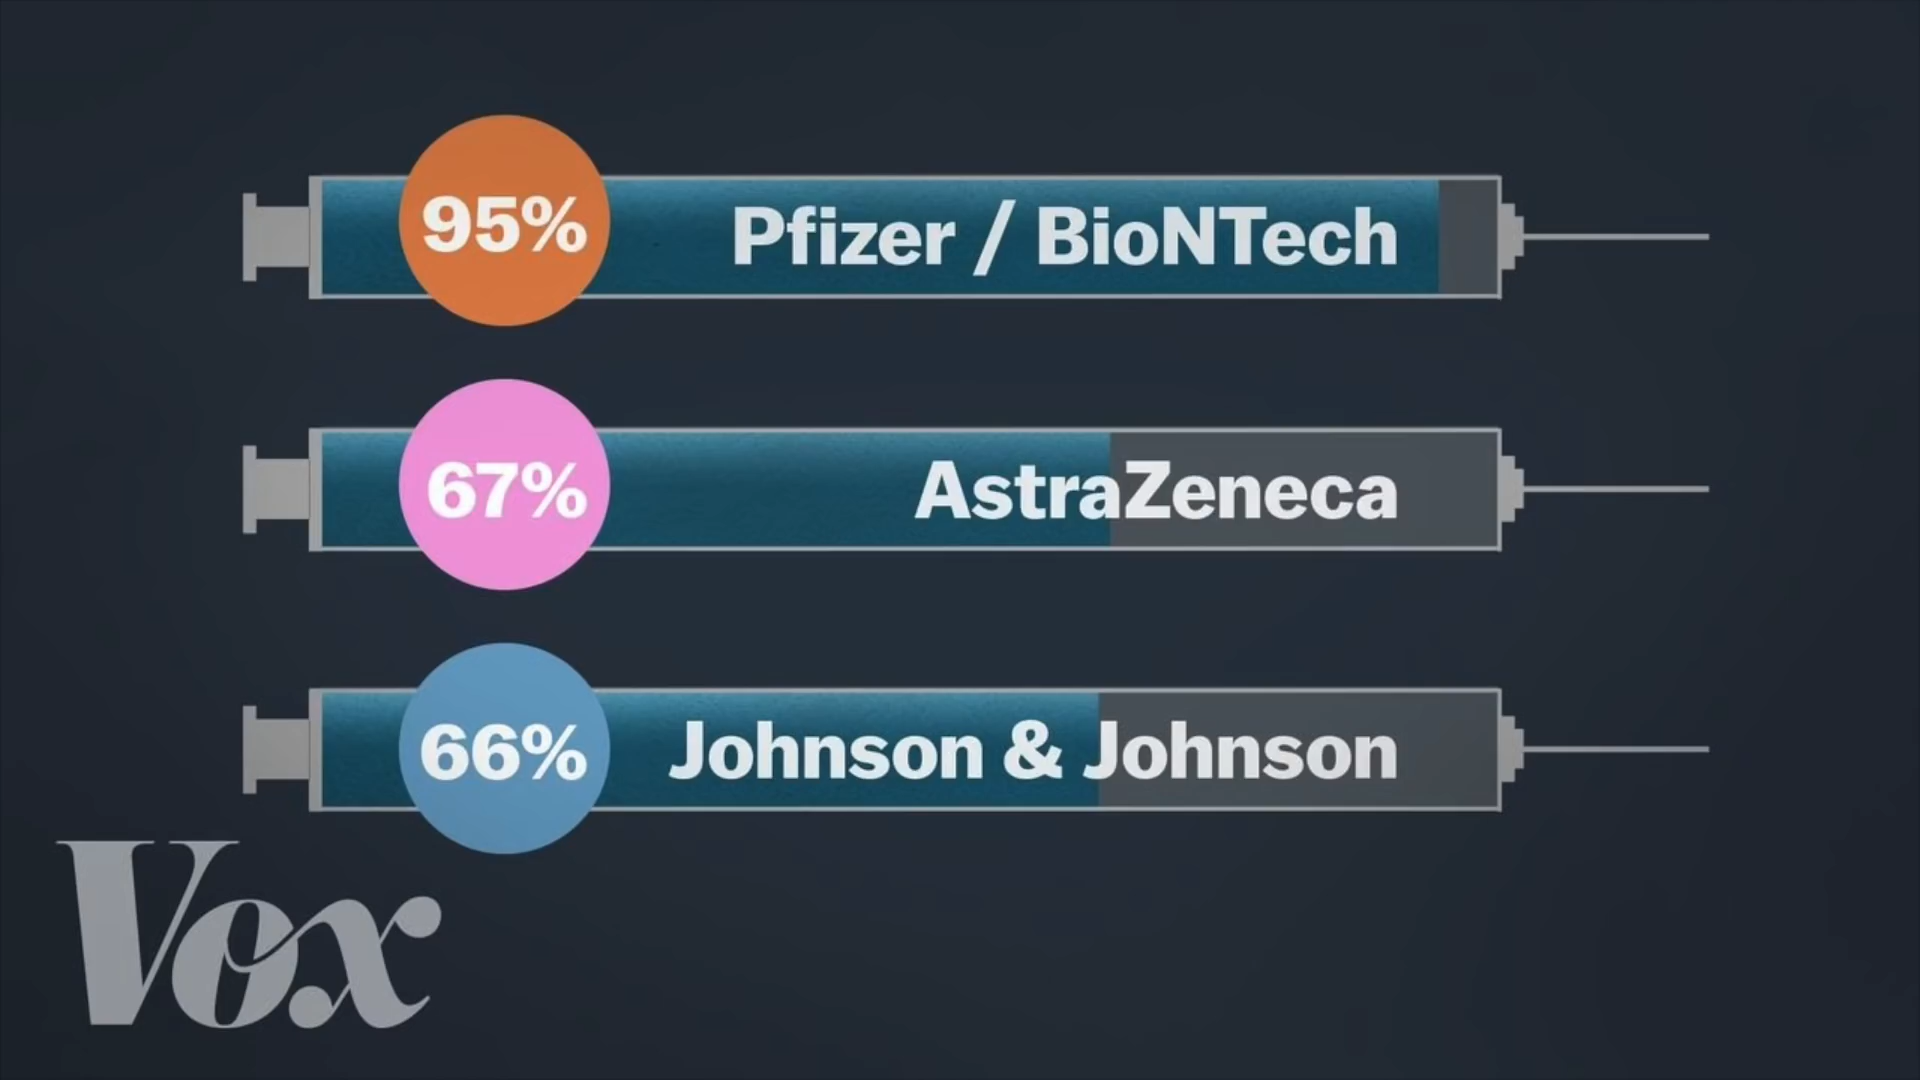 95% Pfizer / BioNTech
67% AstraZeneca
66% Johnson & Johnson
Vox